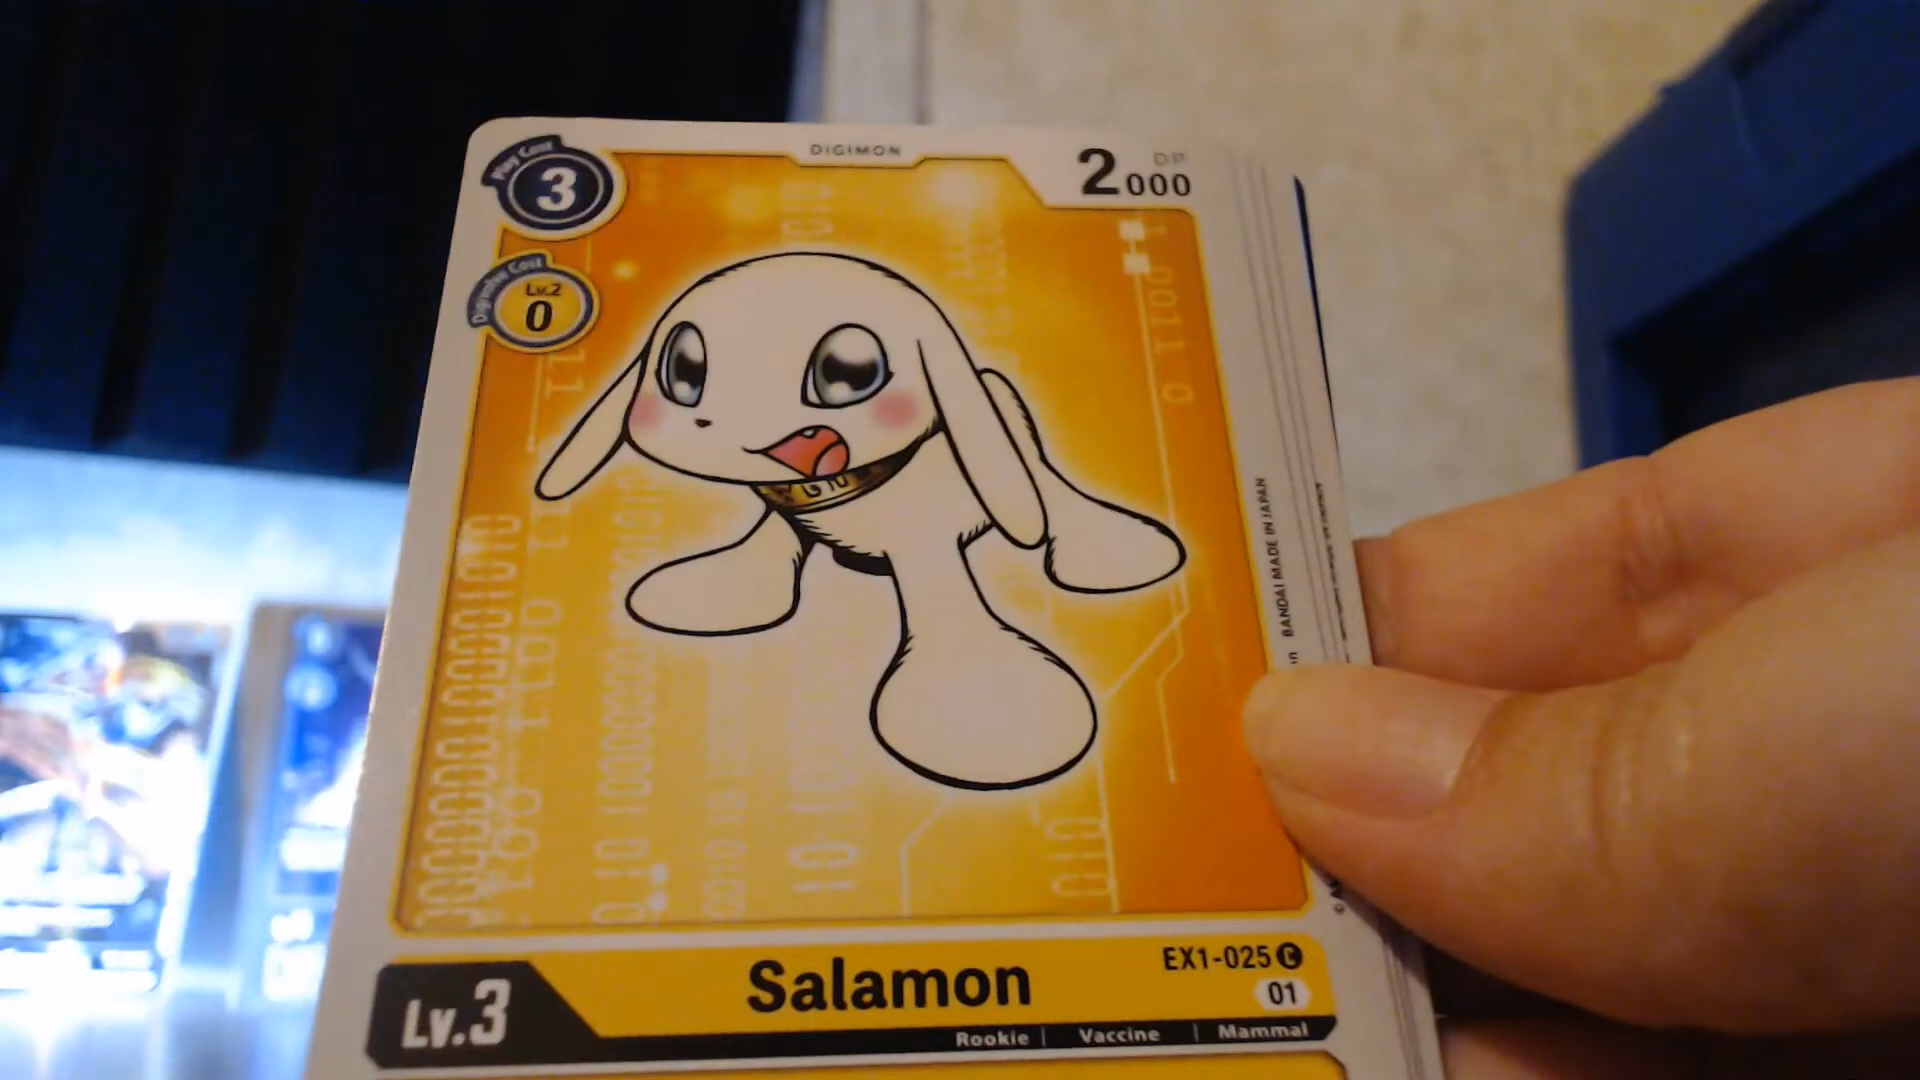 Play Cost
3
DIGIMON
DP
2000
Digivolve Cost
Lv.2
0
BANDAI MADE IN JAPAN
EX1-025 C
Salamon
01
Lv.3
Rookie | Vaccine | Mammal